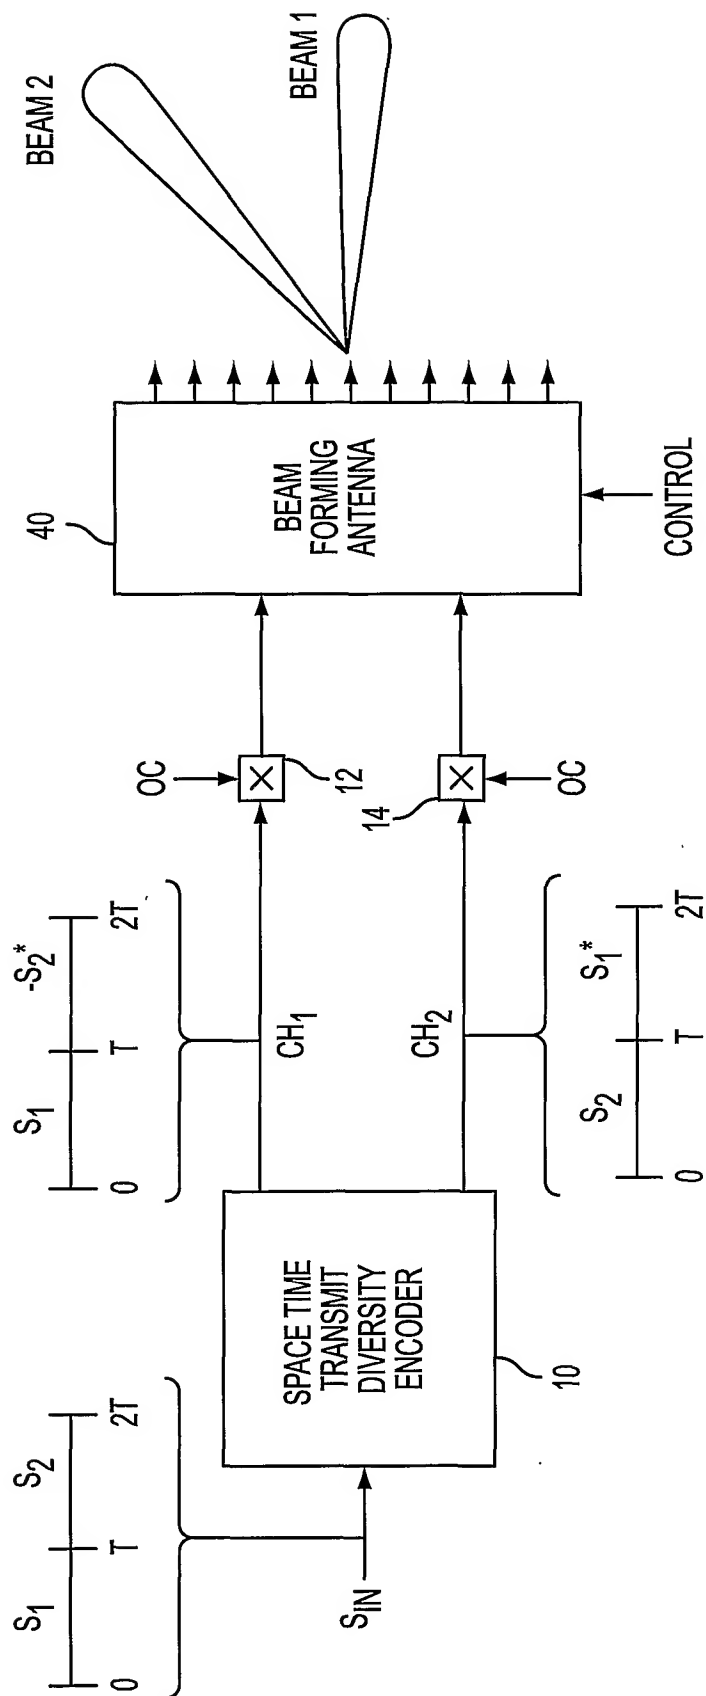 S1 S2
0 T 2T
SIN
SPACE TIME
TRANSMIT
DIVERSITY
ENCODER
10
S1 -S2*
0 T 2T
CH1
CH2
S2 S1*
0 T 2T
OC
12
14
OC
40
BEAM
FORMING
ANTENNA
CONTROL
BEAM 2
BEAM 1